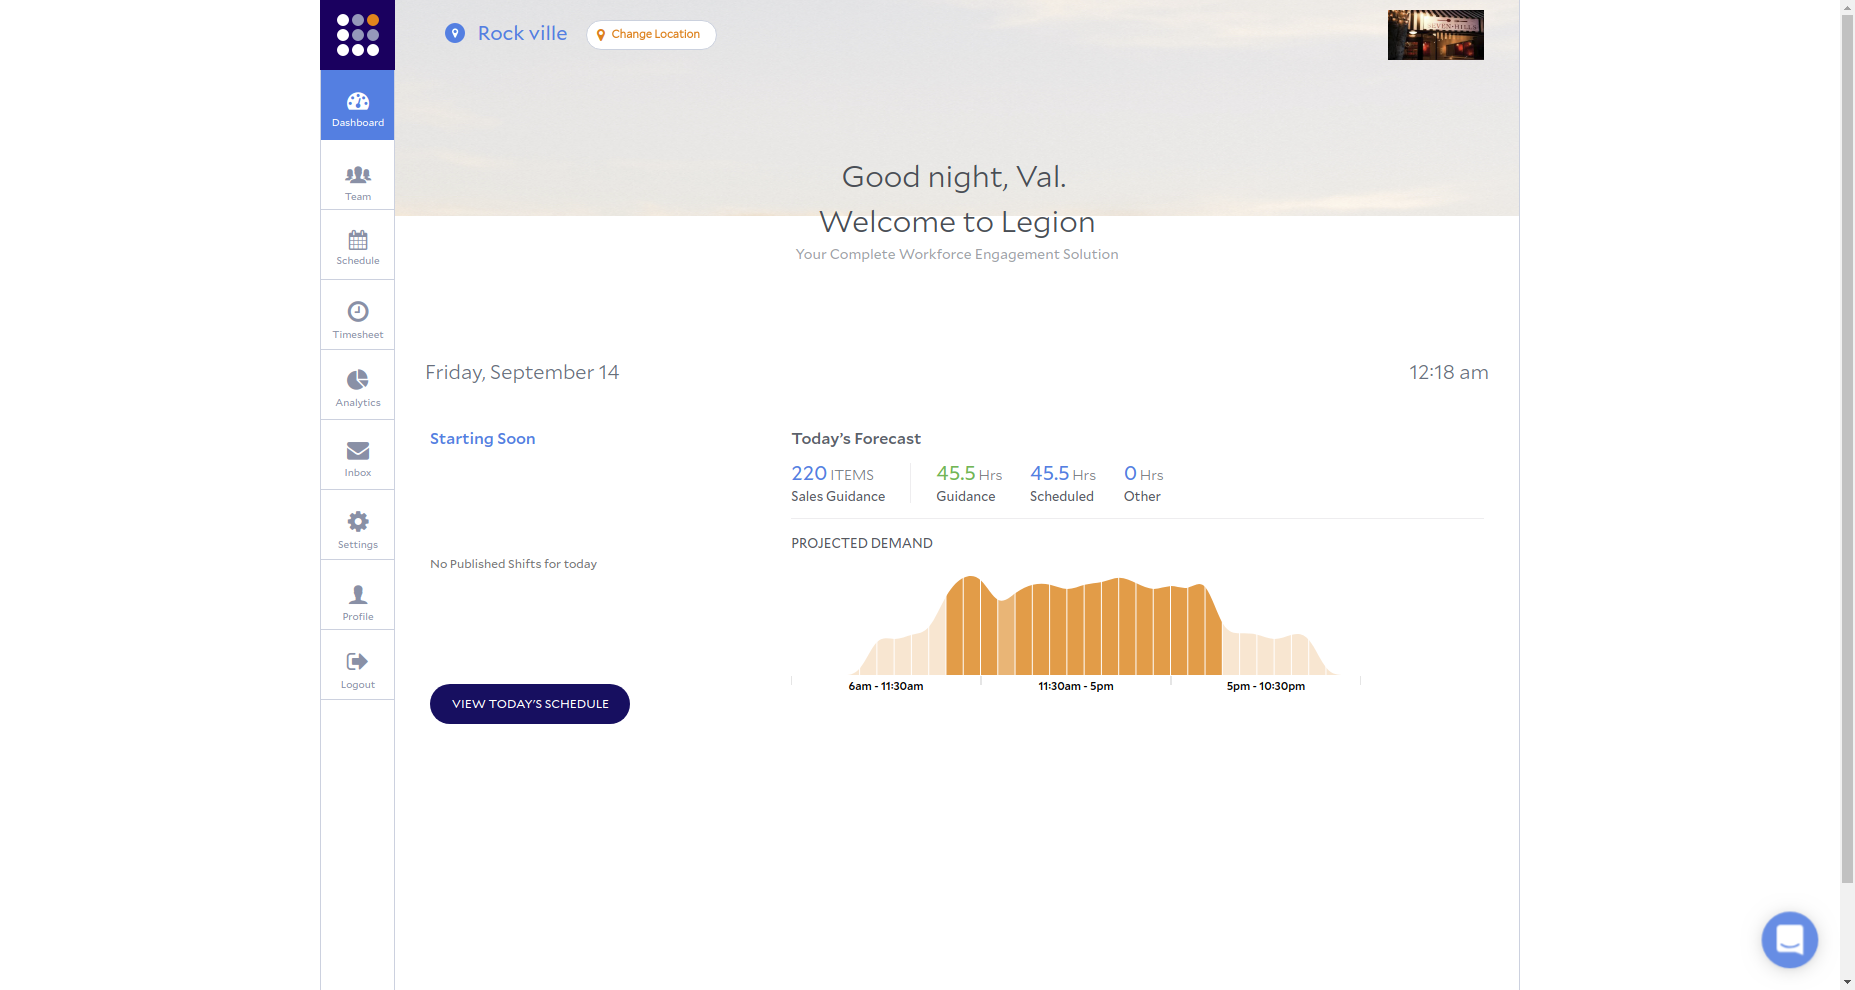 Rock ville
Change Location
SEVEN HILLS
Dashboard
Team
Schedule
Timesheet
Analytics
Inbox
Settings
Profile
Logout
Good night, Val.
Welcome to Legion
Your Complete Workforce Engagement Solution
Friday, September 14
12:18 am
Starting Soon
No Published Shifts for today
VIEW TODAY'S SCHEDULE
Today's Forecast
220 ITEMS
Sales Guidance
45.5 Hrs
Guidance
45.5 Hrs
Scheduled
0 Hrs
Other
PROJECTED DEMAND
6am - 11:30am
11:30am - 5pm
5pm - 10:30pm